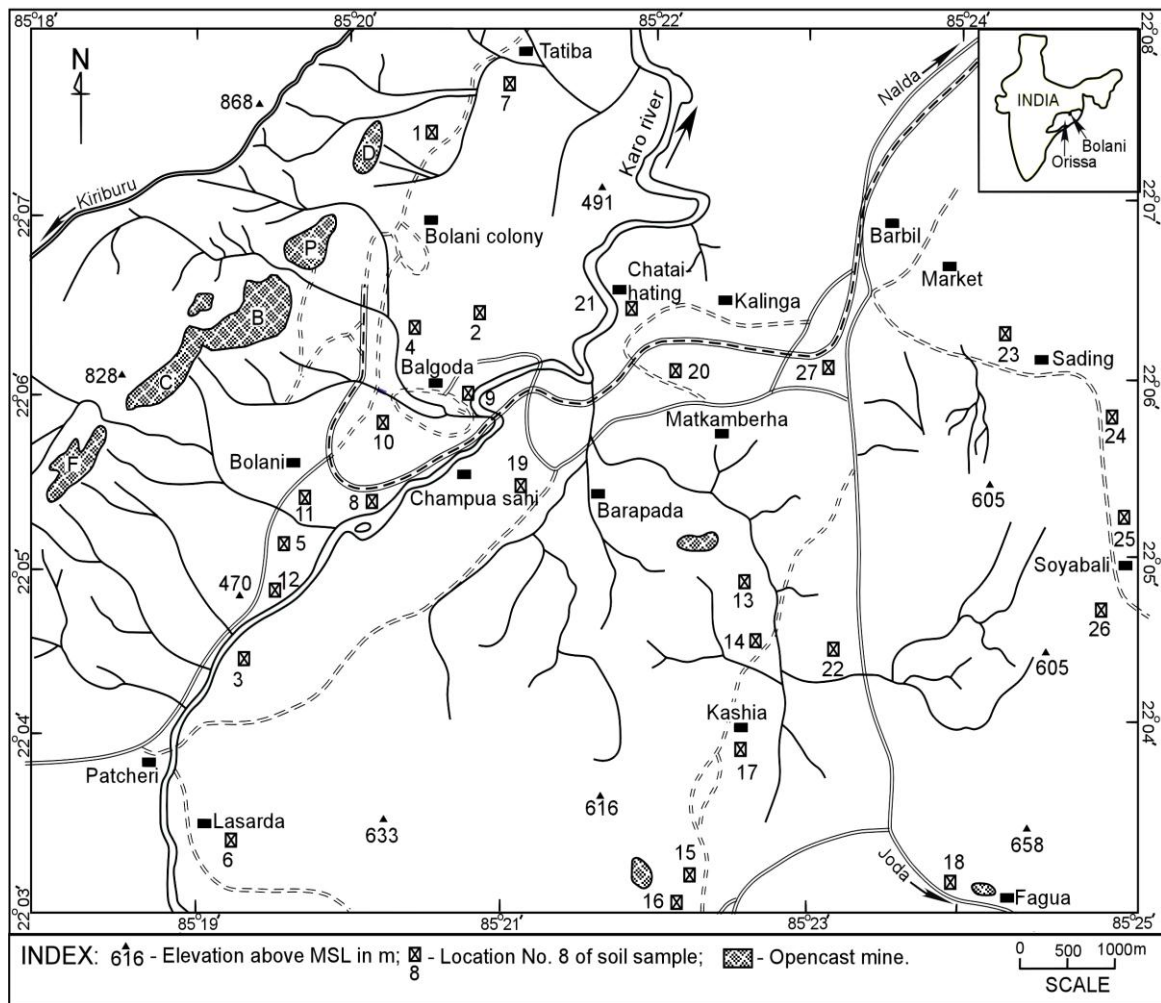 85°18' 85°20' 85°22' 85°24'
22°08'
N
Tatiba
Nalda
INDIA
Bolani
Orissa
868
7
1
D
Karo river
491
Kiriburu
22°07'
22°07'
Bolani colony
Barbil
P
Market
Chatai-
hating
Kalinga
B
21
2
4
23
Sading
Balgoda
828
C
20
27
22°06'
22°06'
9
24
10
Matkamberha
F
Bolani
19
Champua sahi
605
11
8
Barapada
25
5
22°05'
22°05'
Soyabali
470
12
13
26
14
22
605
3
Kashia
22°04'
22°04'
Patcheri
17
616
Lasarda
633
658
6
15
Joda
18
16
Fagua
22°03'
85°19' 85°21' 85°23' 85°25'
INDEX: 616 - Elevation above MSL in m; 8 - Location No. 8 of soil sample; - Opencast mine.
0 500 1000m
SCALE